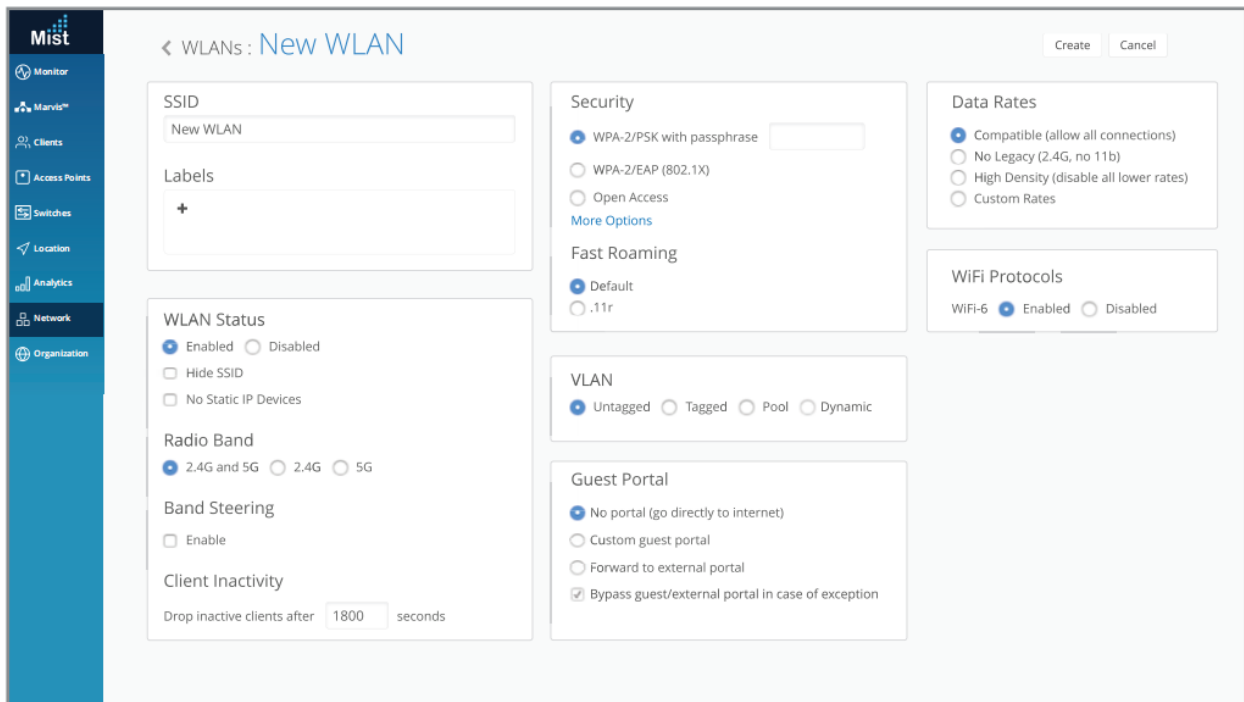 Mist
Monitor
Marvis™
Clients
Access Points
Switches
Location
Analytics
Network
Organization
WLANs : New WLAN
Create Cancel
SSID
New WLAN
Labels
+
WLAN Status
Enabled Disabled
Hide SSID
No Static IP Devices
Radio Band
2.4G and 5G 2.4G 5G
Band Steering
Enable
Client Inactivity
Drop inactive clients after 1800 seconds
Security
WPA-2/PSK with passphrase
WPA-2/EAP (802.1X)
Open Access
More Options
Fast Roaming
Default
.11r
VLAN
Untagged Tagged Pool Dynamic
Guest Portal
No portal (go directly to internet)
Custom guest portal
Forward to external portal
Bypass guest/external portal in case of exception
Data Rates
Compatible (allow all connections)
No Legacy (2.4G, no 11b)
High Density (disable all lower rates)
Custom Rates
WiFi Protocols
WiFi-6 Enabled Disabled